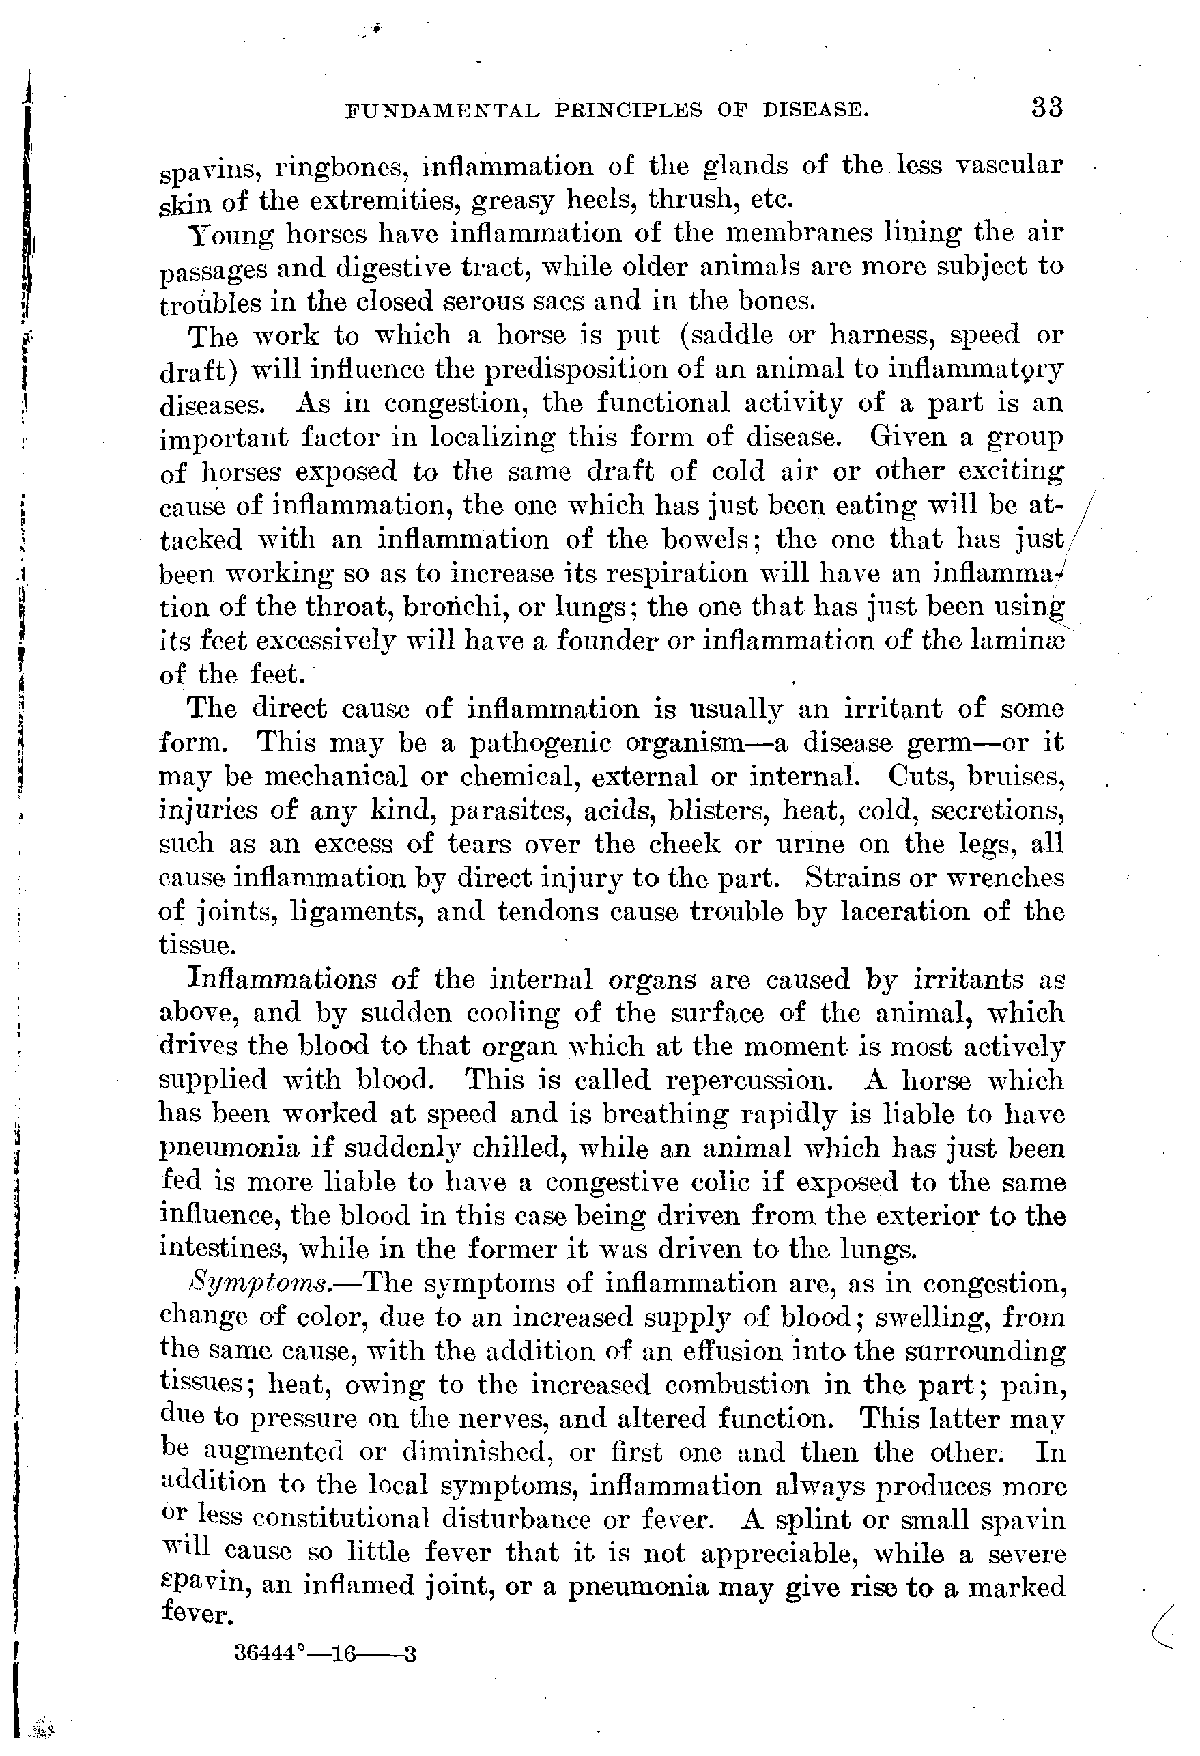 FUNDAMENTAL PRINCIPLES OF DISEASE. 33
spavins, ringbones, inflammation of the glands of the less vascular
skin of the extremities, greasy heels, thrush, etc.
Young horses have inflammation of the membranes lining the air
passages and digestive tract, while older animals are more subject to
troubles in the closed serous sacs and in the bones.
The work to which a horse is put (saddle or harness, speed or
draft) will influence the predisposition of an animal to inflammatory
diseases. As in congestion, the functional activity of a part is an
important factor in localizing this form of disease. Given a group
of horses exposed to the same draft of cold air or other exciting
cause of inflammation, the one which has just been eating will be at-
tacked with an inflammation of the bowels; the one that has just
been working so as to increase its respiration will have an inflamma-
tion of the throat, bronchi, or lungs; the one that has just been using
its feet excessively will have a founder or inflammation of the laminæ
of the feet.
The direct cause of inflammation is usually an irritant of some
form. This may be a pathogenic organism—a disease germ—or it
may be mechanical or chemical, external or internal. Cuts, bruises,
injuries of any kind, parasites, acids, blisters, heat, cold, secretions,
such as an excess of tears over the cheek or urine on the legs, all
cause inflammation by direct injury to the part. Strains or wrenches
of joints, ligaments, and tendons cause trouble by laceration of the
tissue.
Inflammations of the internal organs are caused by irritants as
above, and by sudden cooling of the surface of the animal, which
drives the blood to that organ which at the moment is most actively
supplied with blood. This is called repercussion. A horse which
has been worked at speed and is breathing rapidly is liable to have
pneumonia if suddenly chilled, while an animal which has just been
fed is more liable to have a congestive colic if exposed to the same
influence, the blood in this case being driven from the exterior to the
intestines, while in the former it was driven to the lungs.
Symptoms.—The symptoms of inflammation are, as in congestion,
change of color, due to an increased supply of blood; swelling, from
the same cause, with the addition of an effusion into the surrounding
tissues; heat, owing to the increased combustion in the part; pain,
due to pressure on the nerves, and altered function. This latter may
be augmented or diminished, or first one and then the other. In
addition to the local symptoms, inflammation always produces more
or less constitutional disturbance or fever. A splint or small spavin
will cause so little fever that it is not appreciable, while a severe
spavin, an inflamed joint, or a pneumonia may give rise to a marked
fever.
36444°—16——3